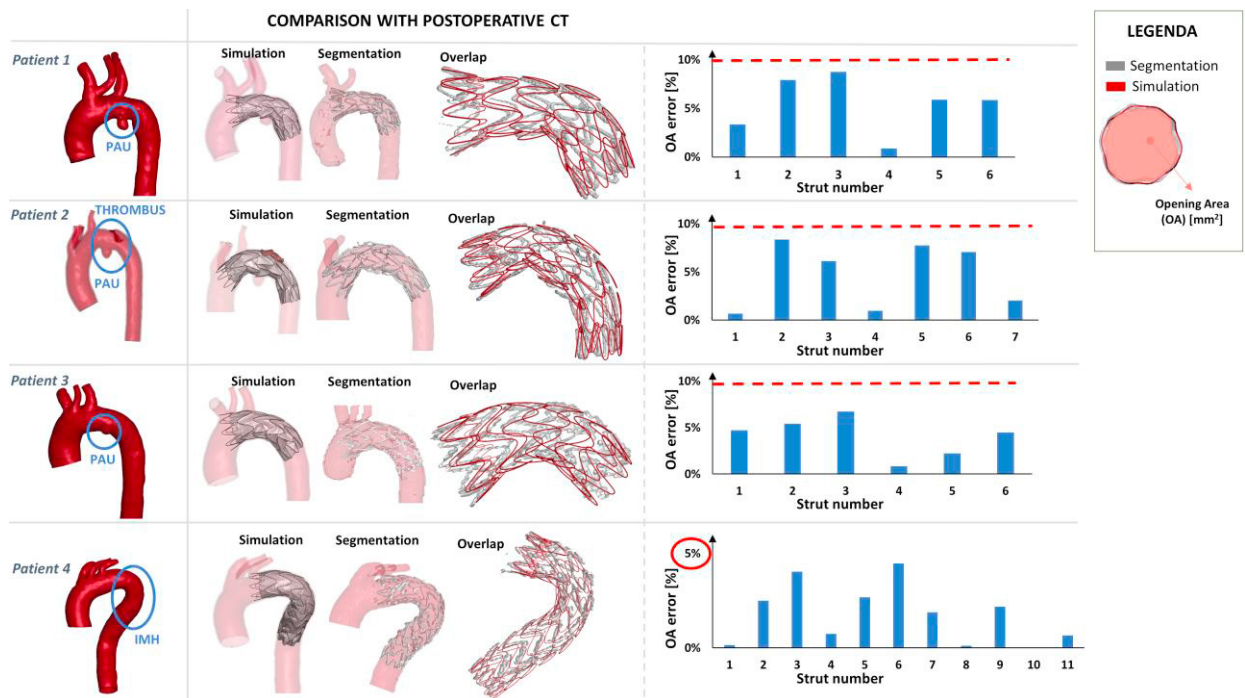 COMPARISON WITH POSTOPERATIVE CT
Patient 1
PAU
Simulation
Segmentation
Overlap
OA error [%]
10%
5%
0%
1 2 3 4 5 6
Strut number
LEGENDA
Segmentation
Simulation
Opening Area
(OA) [mm²]
Patient 2
THROMBUS
PAU
Simulation
Segmentation
Overlap
OA error [%]
10%
5%
0%
1 2 3 4 5 6 7
Strut number
Patient 3
PAU
Simulation
Segmentation
Overlap
OA error [%]
10%
5%
0%
1 2 3 4 5 6
Strut number
Patient 4
IMH
Simulation
Segmentation
Overlap
OA error [%]
5%
0%
1 2 3 4 5 6 7 8 9 10 11
Strut number